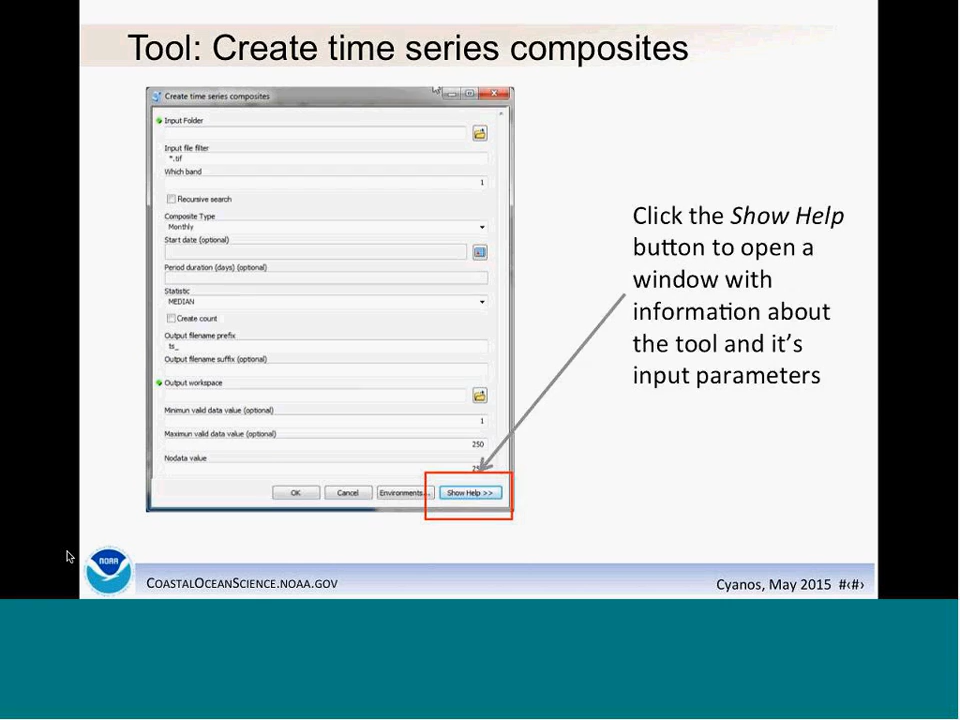 Tool: Create time series composites
Create time series composites
Input Folder
Input file filter
*.tif
Which band
1
Recursive search
Composite Type
Monthly
Start date (optional)
Period duration (days) (optional)
Statistic
MEDIAN
Create count
Output filename prefix
ts_
Output filename suffix (optional)
Output workspace
Minimun valid data value (optional)
1
Maximun valid data value (optional)
250
Nodata value
OK Cancel Environments... Show Help >>
Click the Show Help
button to open a
window with
information about
the tool and it's
input parameters
NOAA
COASTALOCEANSCIENCE.NOAA.GOV
Cyanos, May 2015 #‹#›